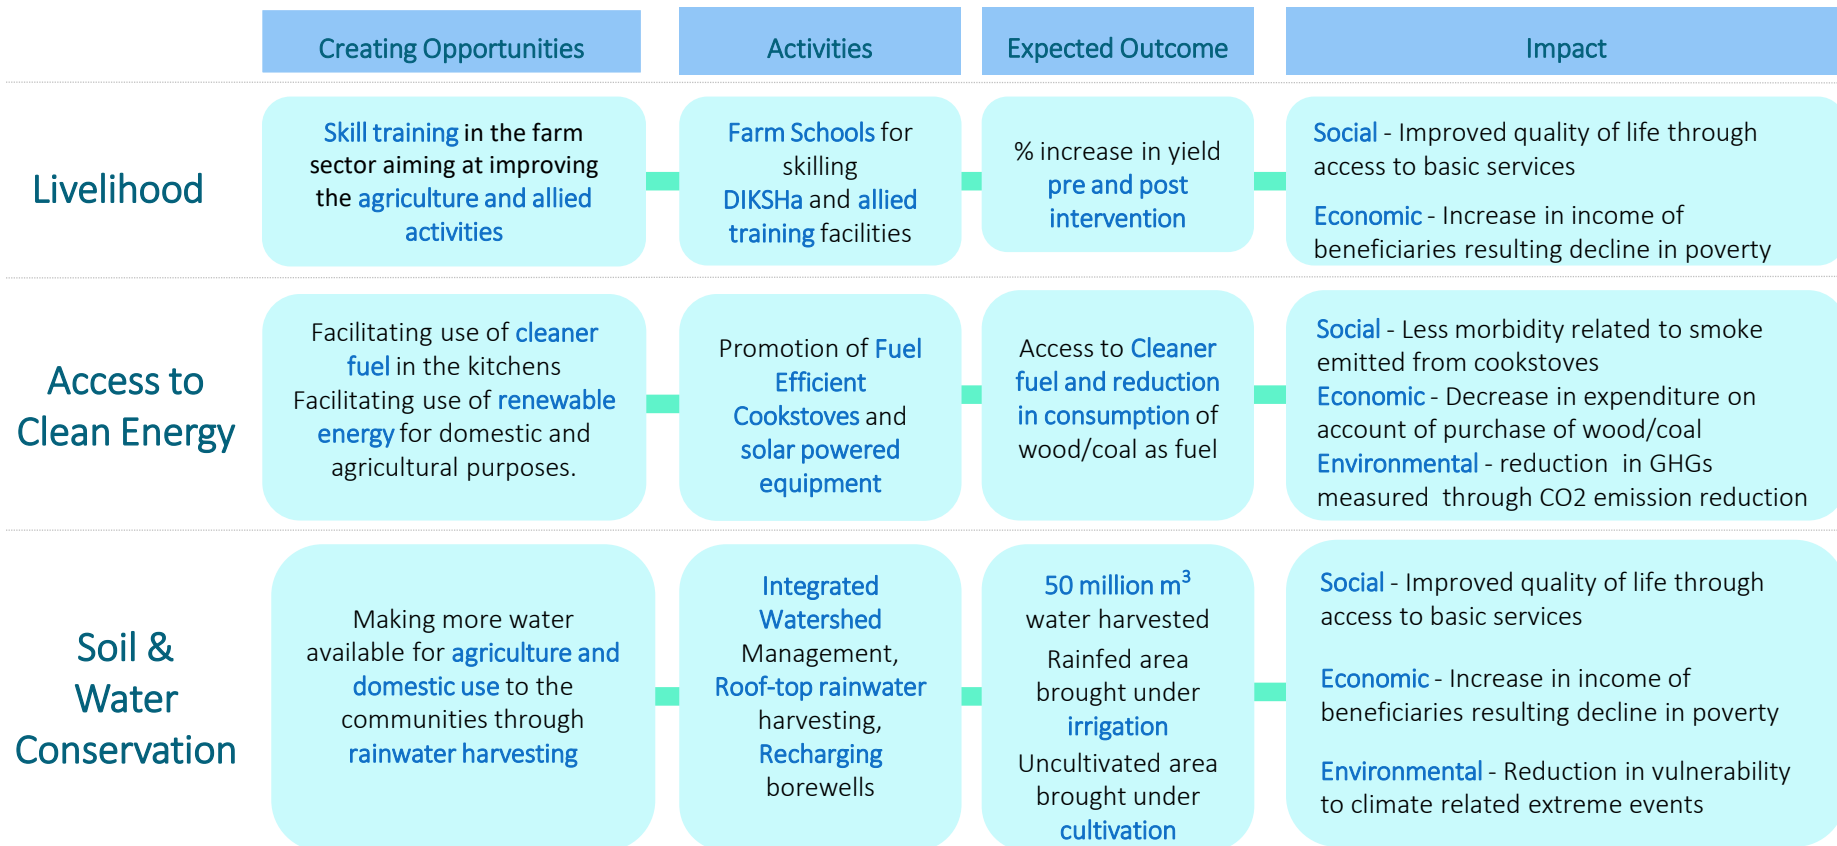 Creating Opportunities
Activities
Expected Outcome
Impact
Livelihood
Skill training in the farm
sector aiming at improving
the agriculture and allied
activities
Farm Schools for
skilling
DIKSHa and allied
training facilities
% increase in yield
pre and post
intervention
Social - Improved quality of life through
access to basic services
Economic - Increase in income of
beneficiaries resulting decline in poverty
Access to
Clean Energy
Facilitating use of cleaner
fuel in the kitchens
Facilitating use of renewable
energy for domestic and
agricultural purposes.
Promotion of Fuel
Efficient
Cookstoves and
solar powered
equipment
Access to Cleaner
fuel and reduction
in consumption of
wood/coal as fuel
Social - Less morbidity related to smoke
emitted from cookstoves
Economic - Decrease in expenditure on
account of purchase of wood/coal
Environmental - reduction in GHGs
measured through CO2 emission reduction
Soil &
Water
Conservation
Making more water
available for agriculture and
domestic use to the
communities through
rainwater harvesting
Integrated
Watershed
Management,
Roof-top rainwater
harvesting,
Recharging
borewells
50 million m³
water harvested
Rainfed area
brought under
irrigation
Uncultivated area
brought under
cultivation
Social - Improved quality of life through
access to basic services
Economic - Increase in income of
beneficiaries resulting decline in poverty
Environmental - Reduction in vulnerability
to climate related extreme events